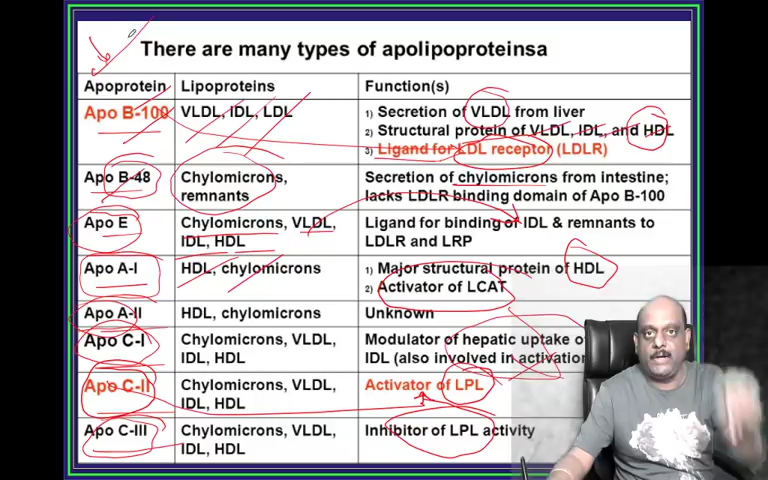 There are many types of apolipoproteinsa
Apoprotein Lipoproteins Function(s)
Apo B-100 VLDL, IDL, LDL 1) Secretion of VLDL from liver
2) Structural protein of VLDL, IDL, and HDL
3) Ligand for LDL receptor (LDLR)
Apo B-48 Chylomicrons, Secretion of chylomicrons from intestine;
remnants lacks LDLR binding domain of Apo B-100
Apo E Chylomicrons, VLDL, Ligand for binding of IDL & remnants to
IDL, HDL LDLR and LRP
Apo A-I HDL, chylomicrons 1) Major structural protein of HDL
2) Activator of LCAT
Apo A-II HDL, chylomicrons Unknown
Apo C-I Chylomicrons, VLDL, Modulator of hepatic uptake of
IDL, HDL IDL (also involved in activation
Apo C-II Chylomicrons, VLDL, Activator of LPL
IDL, HDL
Apo C-III Chylomicrons, VLDL, Inhibitor of LPL activity
IDL, HDL